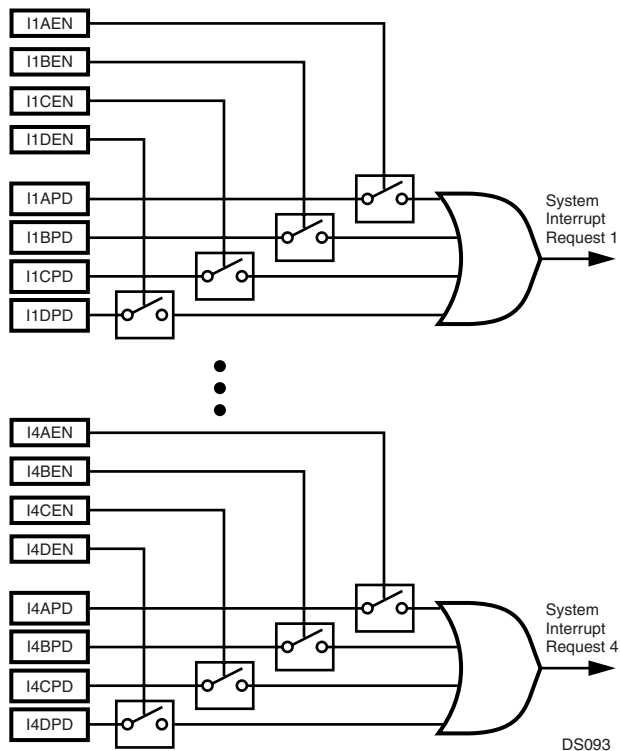 I1AEN
I1BEN
I1CEN
I1DEN
I1APD
I1BPD
I1CPD
I1DPD
System
Interrupt
Request 1
I4AEN
I4BEN
I4CEN
I4DEN
I4APD
I4BPD
I4CPD
I4DPD
System
Interrupt
Request 4
DS093